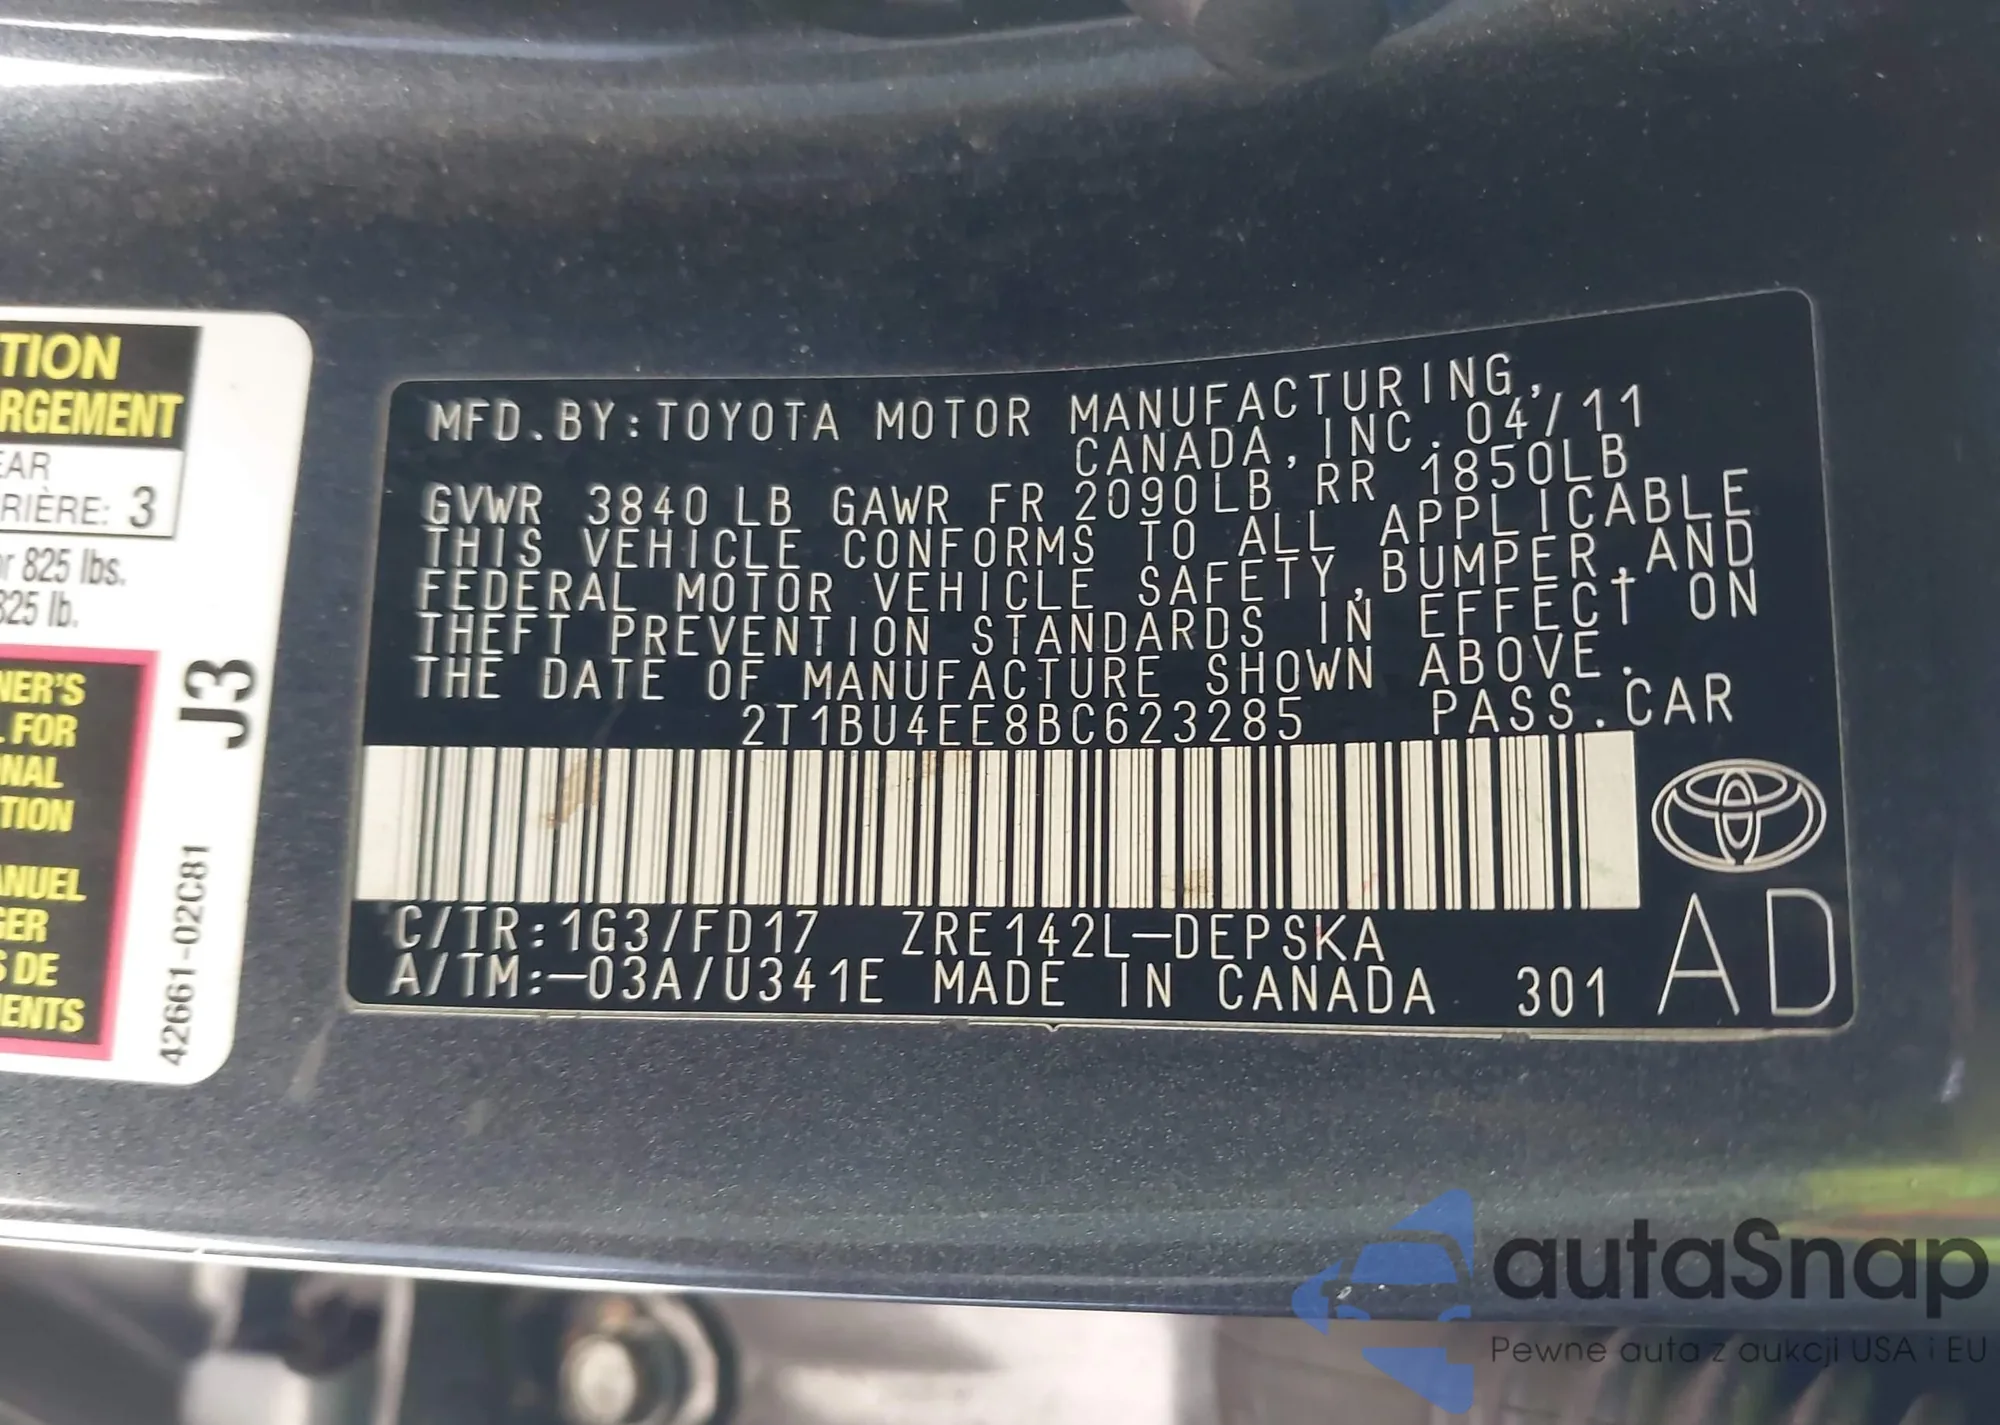 TION
RGEMENT
EAR
RIÈRE: 3
or 825 lbs.
825 lb.
NER'S
L FOR
NAL
TION
ANUEL
GER
S DE
ENTS
J3
42661-02C81
MFD.BY:TOYOTA MOTOR MANUFACTURING,
CANADA,INC. 04/11
GVWR 3840 LB GAWR FR 2090LB RR 1850LB
THIS VEHICLE CONFORMS TO ALL APPLICABLE
FEDERAL MOTOR VEHICLE SAFETY,BUMPER,AND
THEFT PREVENTION STANDARDS IN EFFECT ON
THE DATE OF MANUFACTURE SHOWN ABOVE.
2T1BU4EE8BC623285 PASS.CAR
C/TR:1G3/FD17 ZRE142L-DEPSKA
A/TM:-03A/U341E MADE IN CANADA 301
AD
autaSnap
Pewne auta z aukcji USA i EU